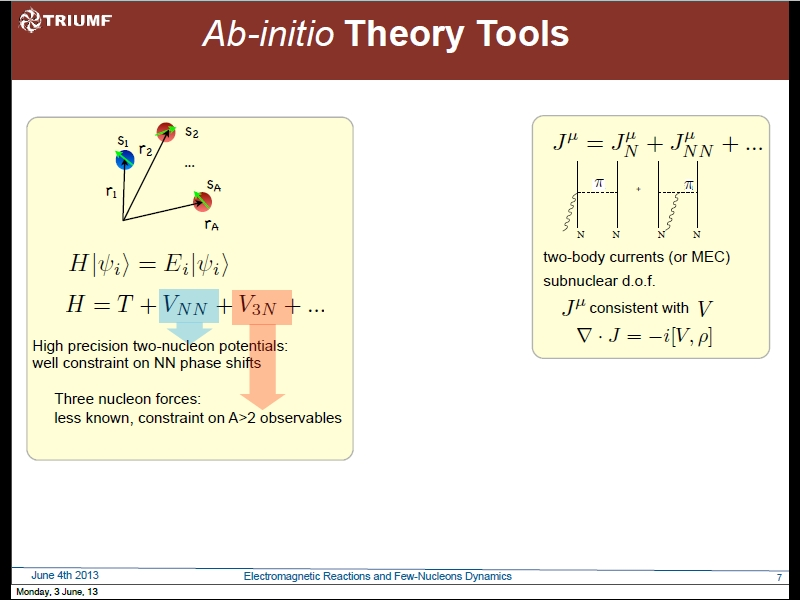 TRIUMF
Ab-initio Theory Tools
s1
s2
r2
...
r1
sA
rA
H|ψi⟩ = Ei|ψi⟩
H = T + VNN + V3N + ...
High precision two-nucleon potentials:
well constraint on NN phase shifts
Three nucleon forces:
less known, constraint on A>2 observables
J^μ = J^μ_N + J^μ_NN + ...
π + π
N N N N
two-body currents (or MEC)
subnuclear d.o.f.
J^μ consistent with V
∇ · J = −i[V, ρ]
June 4th 2013 Electromagnetic Reactions and Few-Nucleons Dynamics 7
Monday, 3 June, 13